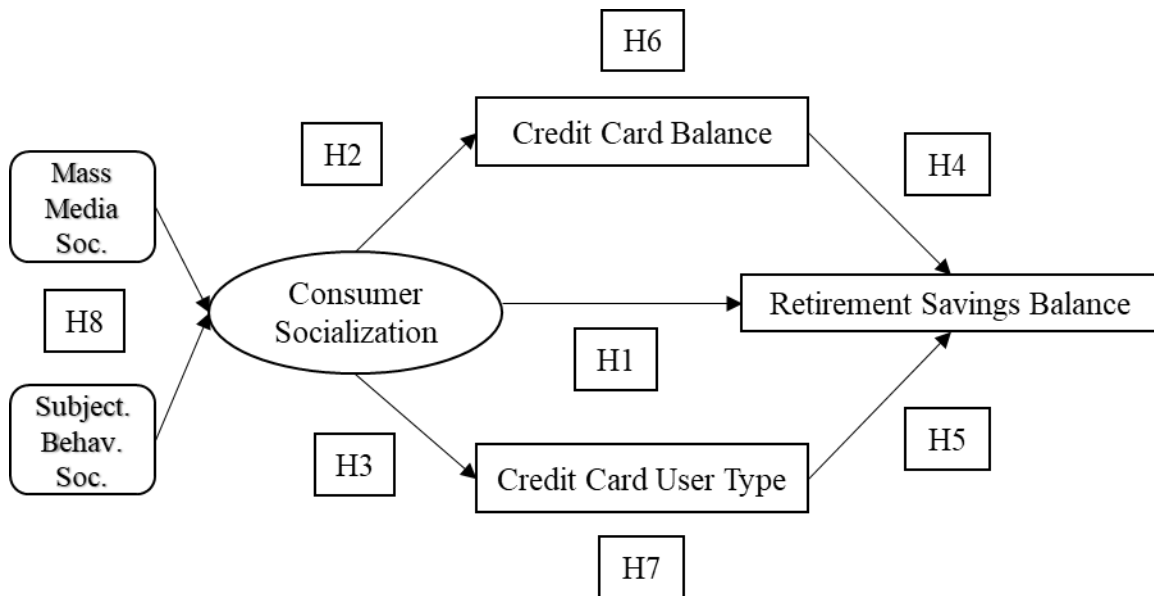 H6
Credit Card Balance
H2
H4
Mass
Media
Soc.
Consumer
Socialization
Retirement Savings Balance
H8
H1
Subject.
Behav.
Soc.
H3
Credit Card User Type
H5
H7